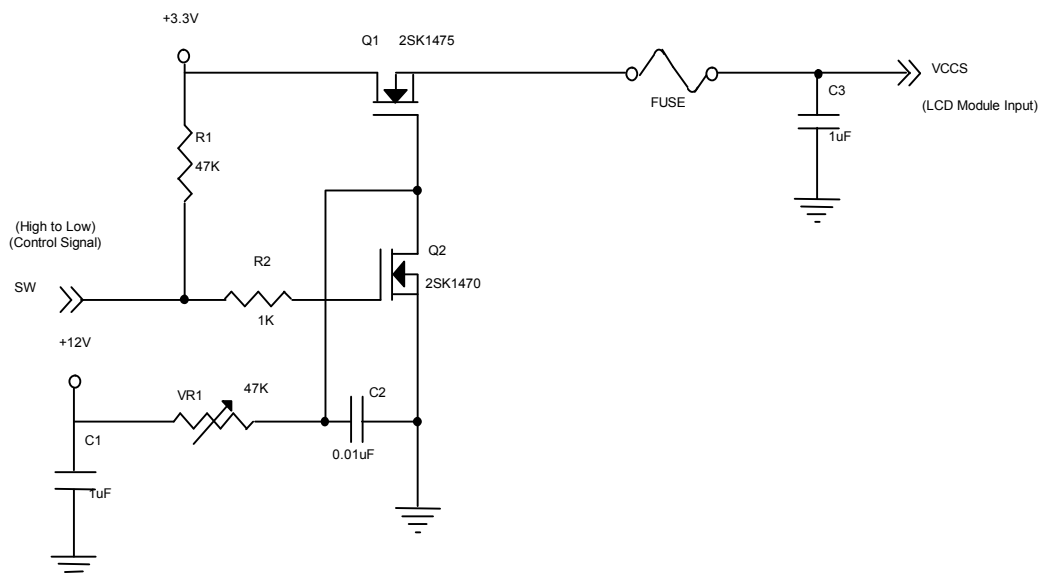 +3.3V
Q1 2SK1475
VCCS
(LCD Module Input)
FUSE
C3
1uF
R1
47K
(High to Low)
(Control Signal)
SW
R2
1K
Q2
2SK1470
+12V
VR1
47K
C2
0.01uF
C1
1uF